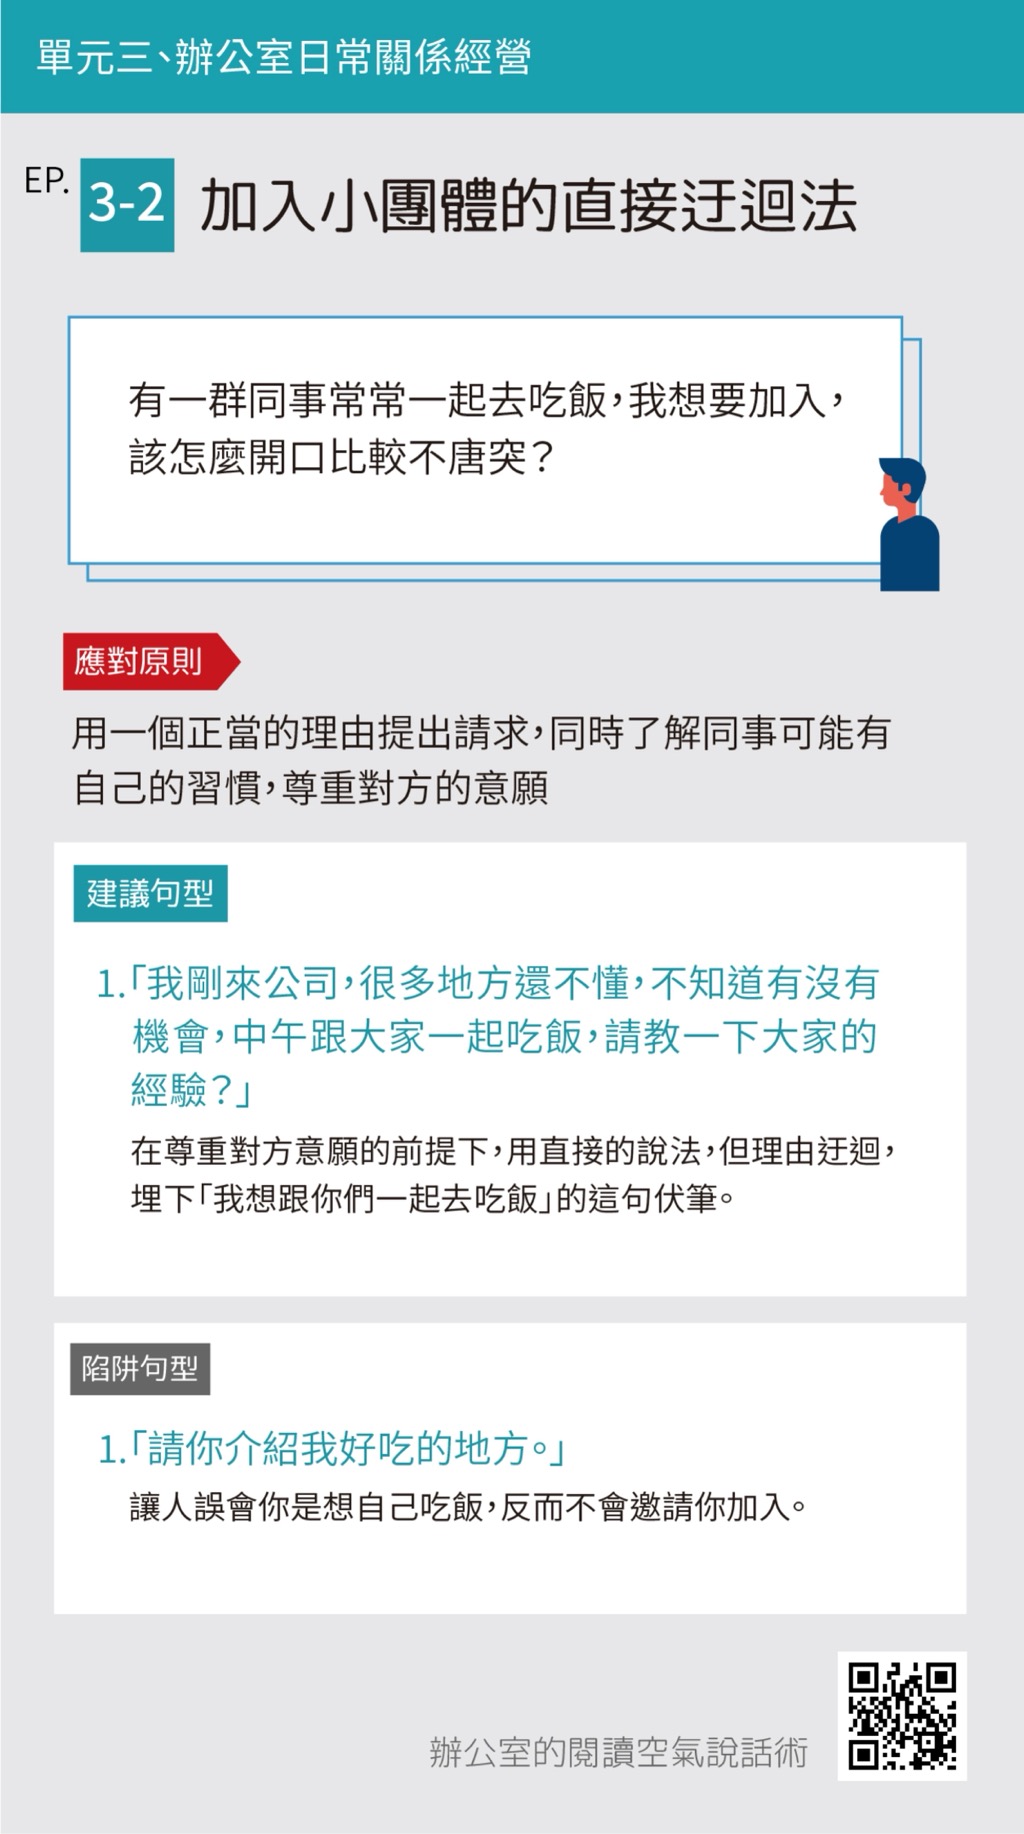 單元三、辦公室日常關係經營
EP.
3-2
加入小團體的直接迂迴法
有一群同事常常一起去吃飯，我想要加入，
該怎麼開口比較不唐突？
應對原則
用一個正當的理由提出請求，同時了解同事可能有
自己的習慣，尊重對方的意願
建議句型
1.「我剛來公司，很多地方還不懂，不知道有沒有
機會，中午跟大家一起吃飯，請教一下大家的
經驗？」
在尊重對方意願的前提下，用直接的說法，但理由迂迴，
埋下「我想跟你們一起去吃飯」的這句伏筆。
陷阱句型
1.「請你介紹我好吃的地方。」
讓人誤會你是想自己吃飯，反而不會邀請你加入。
辦公室的閱讀空氣說話術